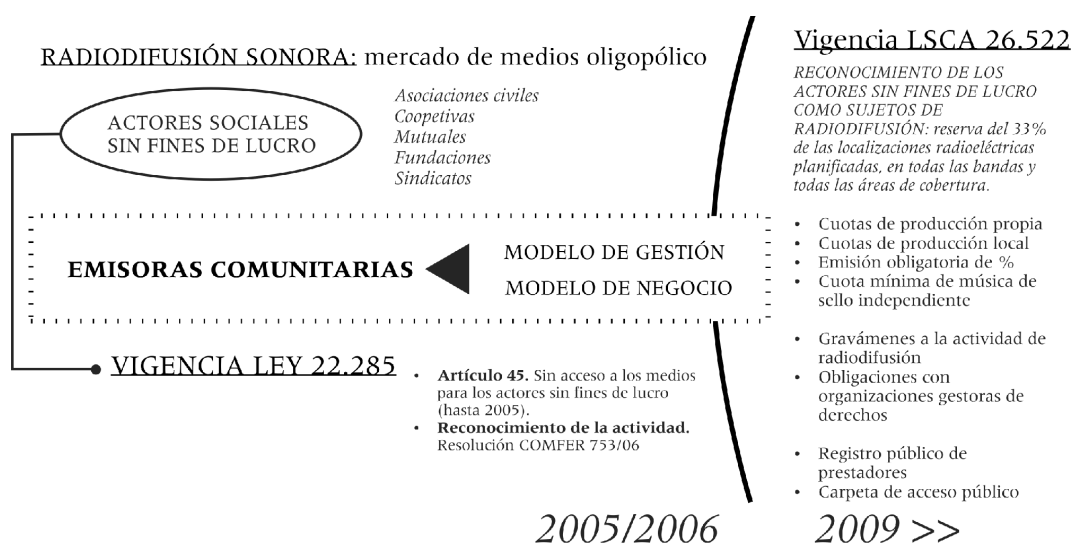 RADIODIFUSIÓN SONORA: mercado de medios oligopólico
ACTORES SOCIALES
SIN FINES DE LUCRO
Asociaciones civiles
Coopetivas
Mutuales
Fundaciones
Sindicatos
EMISORAS COMUNITARIAS
MODELO DE GESTIÓN
MODELO DE NEGOCIO
VIGENCIA LEY 22.285
• Artículo 45. Sin acceso a los medios
para los actores sin fines de lucro
(hasta 2005).
• Reconocimiento de la actividad.
Resolución COMFER 753/06
2005/2006
Vigencia LSCA 26.522
RECONOCIMIENTO DE LOS
ACTORES SIN FINES DE LUCRO
COMO SUJETOS DE
RADIODIFUSIÓN: reserva del 33%
de las localizaciones radioeléctricas
planificadas, en todas las bandas y
todas las áreas de cobertura.
• Cuotas de producción propia
• Cuotas de producción local
• Emisión obligatoria de %
• Cuota mínima de música de
sello independiente
• Gravámenes a la actividad de
radiodifusión
• Obligaciones con
organizaciones gestoras de
derechos
• Registro público de
prestadores
• Carpeta de acceso público
2009 >>